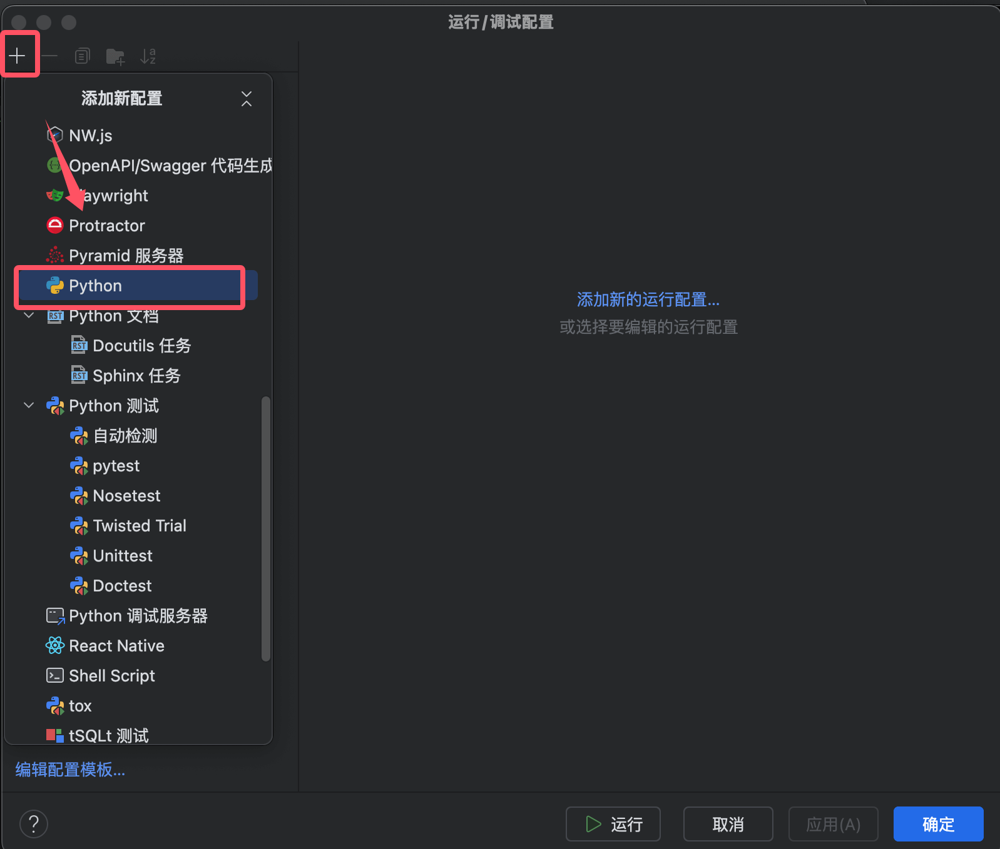 运行/调试配置
添加新配置
NW.js
OpenAPI/Swagger 代码生成
aywright
Protractor
Pyramid 服务器
Python
RST Python 文档
RST Docutils 任务
RST Sphinx 任务
Python 测试
自动检测
pytest
Nosetest
Twisted Trial
Unittest
Doctest
Python 调试服务器
React Native
Shell Script
tox
tSQLt 测试
添加新的运行配置...
或选择要编辑的运行配置
编辑配置模板...
? 运行 取消 应用(A) 确定